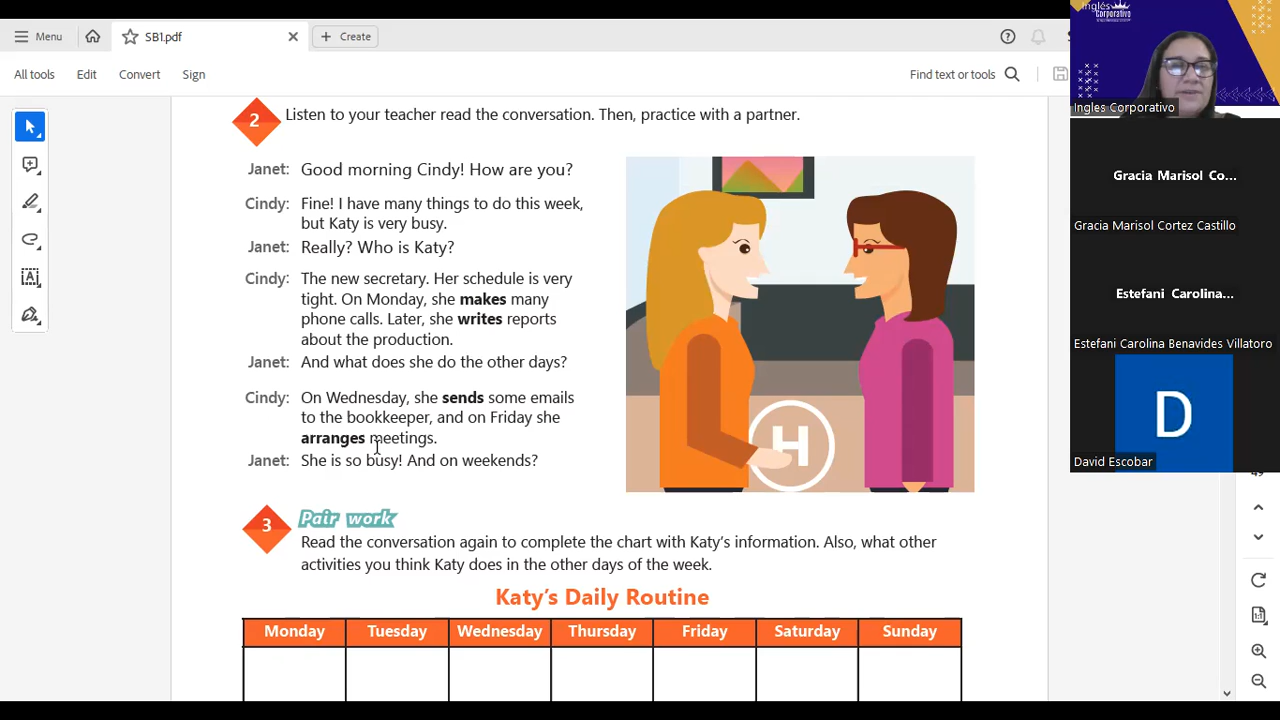 Menu
SB1.pdf
Create
All tools
Edit
Convert
Sign
Find text or tools
2
Listen to your teacher read the conversation. Then, practice with a partner.
Janet: Good morning Cindy! How are you?
Cindy: Fine! I have many things to do this week,
but Katy is very busy.
Janet: Really? Who is Katy?
Cindy: The new secretary. Her schedule is very
tight. On Monday, she makes many
phone calls. Later, she writes reports
about the production.
Janet: And what does she do the other days?
Cindy: On Wednesday, she sends some emails
to the bookkeeper, and on Friday she
arranges meetings.
Janet: She is so busy! And on weekends?
H
3
Pair work
Read the conversation again to complete the chart with Katy's information. Also, what other
activities you think Katy does in the other days of the week.
Katy's Daily Routine
Monday Tuesday Wednesday Thursday Friday Saturday Sunday
Inglés
corporativo
Ingles Corporativo
Gracia Marisol Co...
Gracia Marisol Cortez Castillo
Estefani Carolina...
Estefani Carolina Benavides Villatoro
D
David Escobar